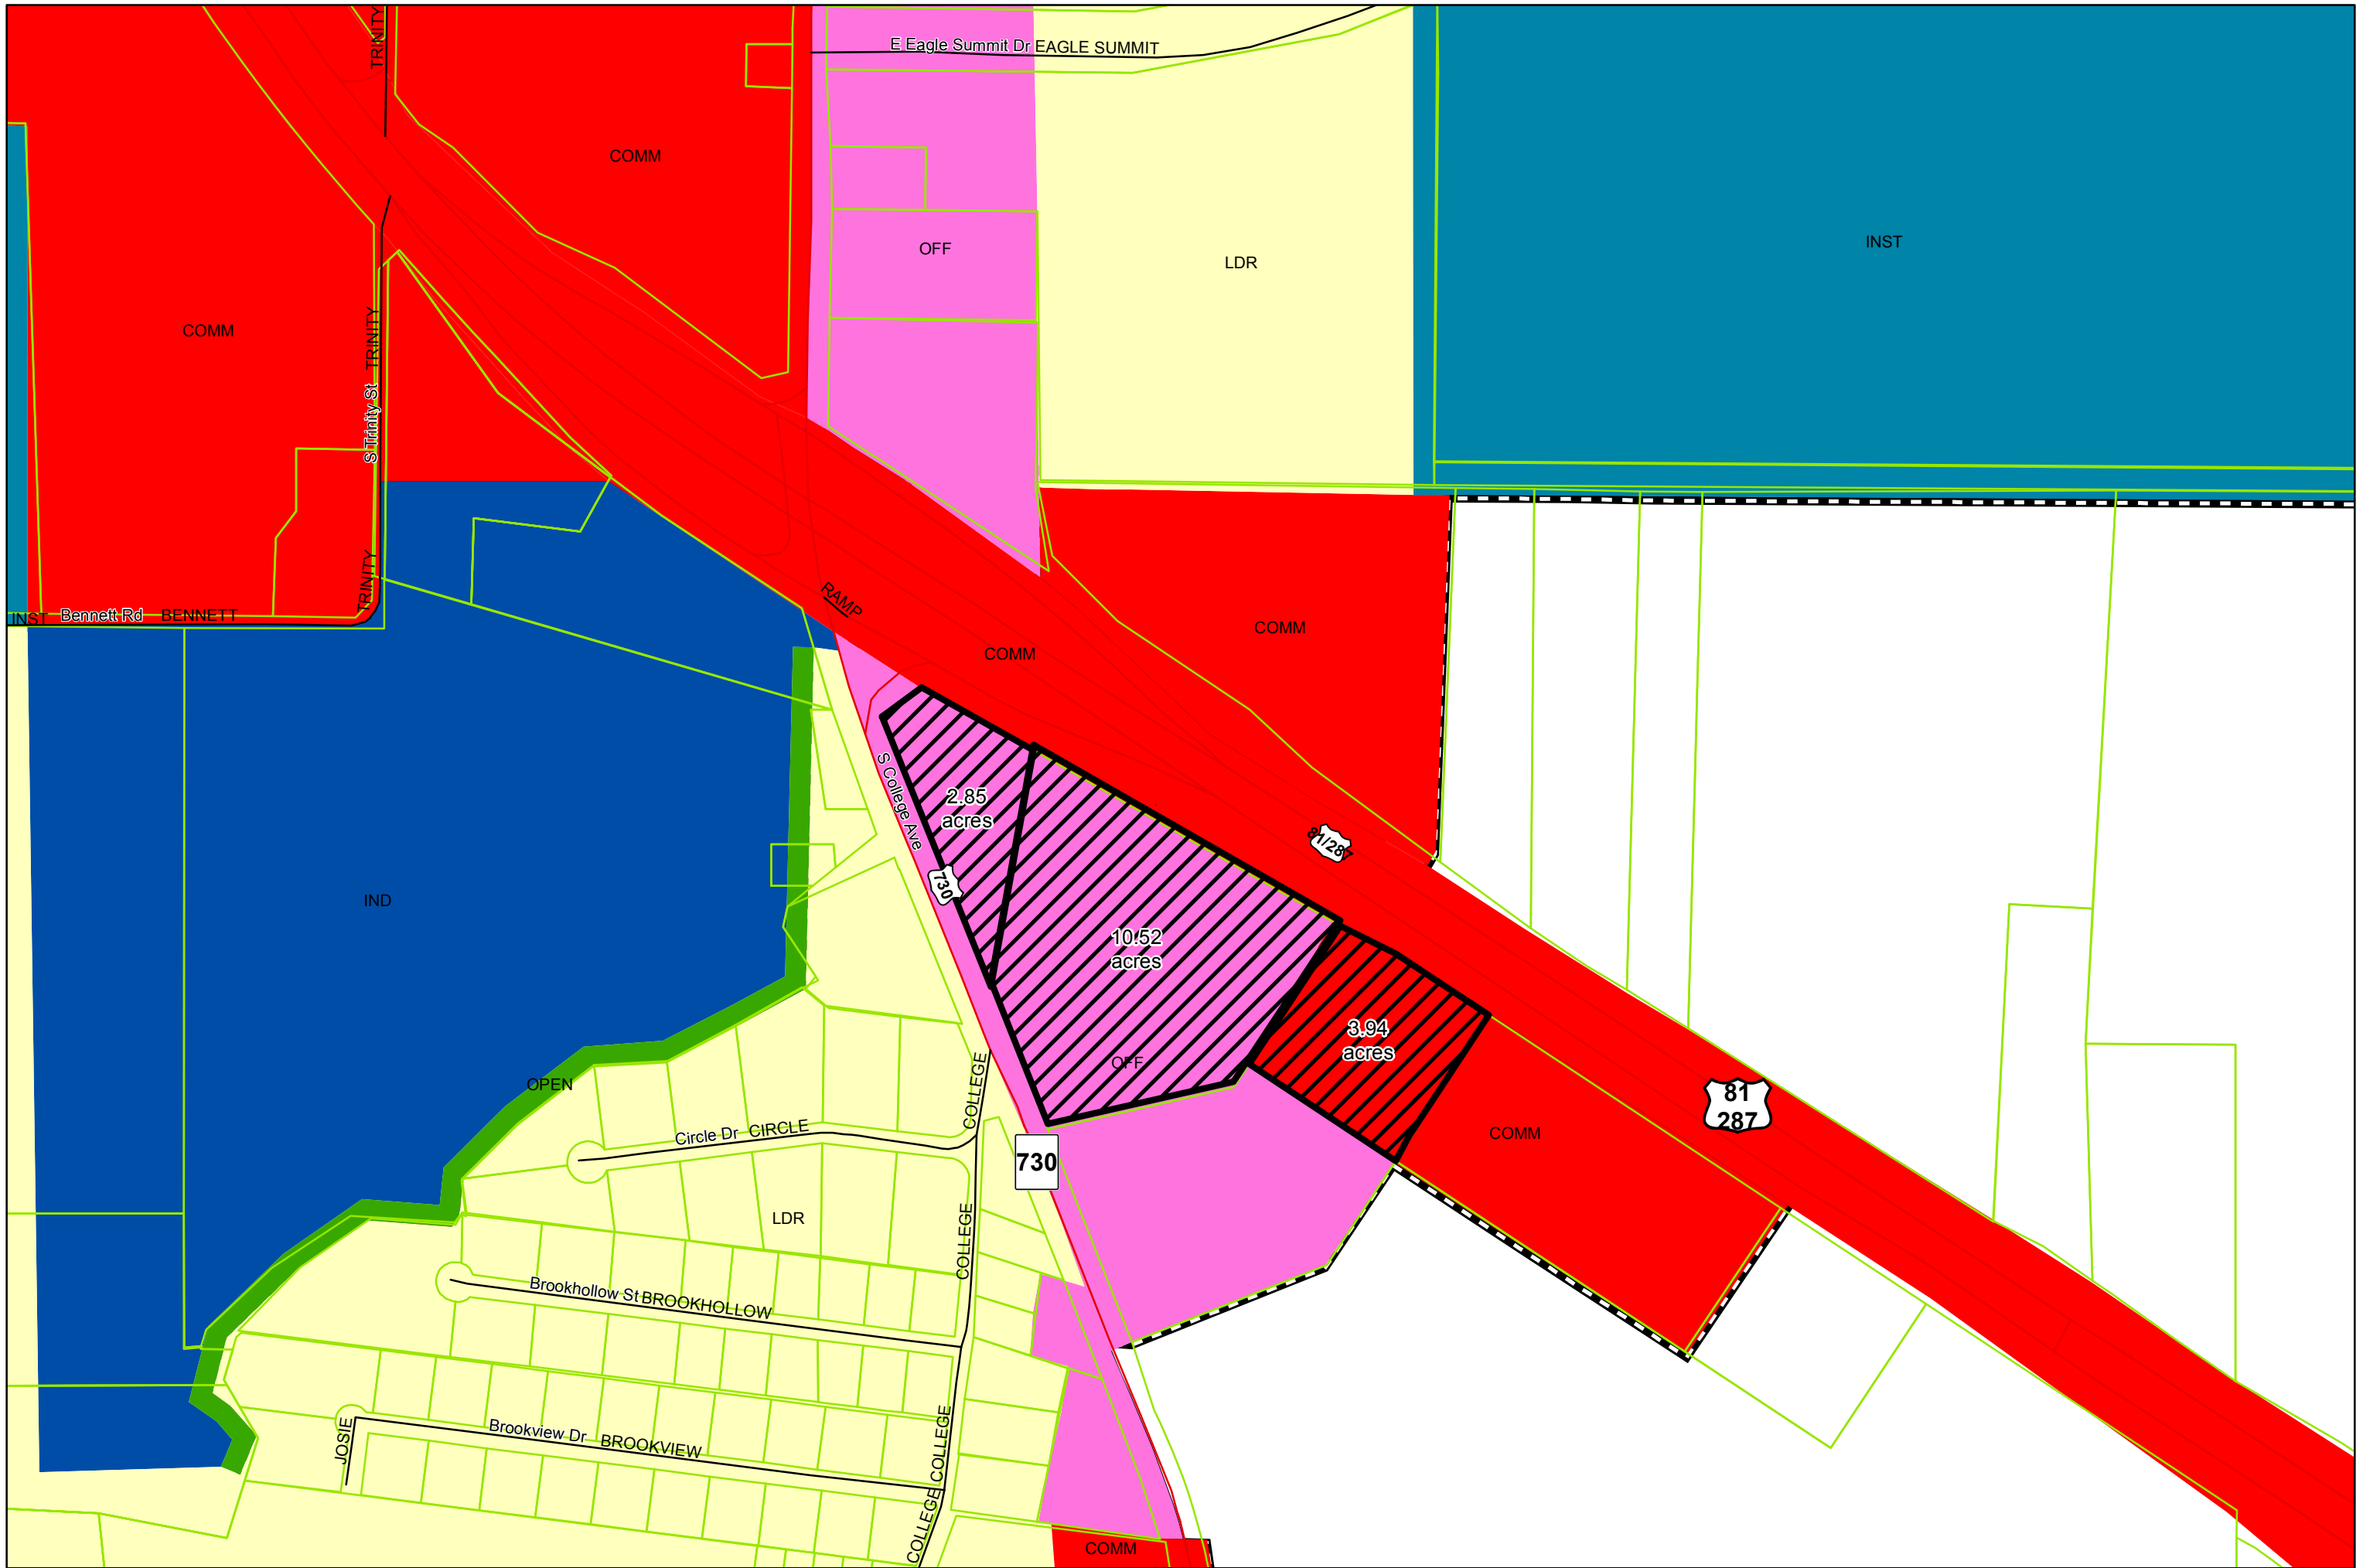 TRINITY
E Eagle Summit Dr EAGLE SUMMIT
COMM
OFF
LDR
INST
COMM
S Trinity St TRINITY
TRINITY
INST Bennett Rd BENNETT
RAMP
COMM
COMM
S College Ave
2.85
acres
81/287
730
IND
10.52
acres
3.94
acres
OFF
OPEN
COLLEGE
81
287
Circle Dr CIRCLE
COMM
730
LDR
COLLEGE
Brookhollow St BROOKHOLLOW
JOSIE
Brookview Dr BROOKVIEW
COLLEGE
COLLEGE
COMM